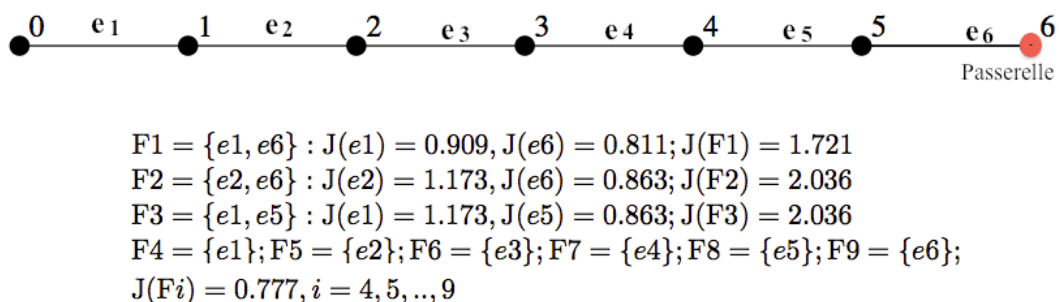 0 e1 1 e2 2 e3 3 e4 4 e5 5 e6 6
Passerelle
F1 = {e1, e6} : J(e1) = 0.909, J(e6) = 0.811; J(F1) = 1.721
F2 = {e2, e6} : J(e2) = 1.173, J(e6) = 0.863; J(F2) = 2.036
F3 = {e1, e5} : J(e1) = 1.173, J(e5) = 0.863; J(F3) = 2.036
F4 = {e1}; F5 = {e2}; F6 = {e3}; F7 = {e4}; F8 = {e5}; F9 = {e6};
J(Fi) = 0.777, i = 4, 5, .., 9